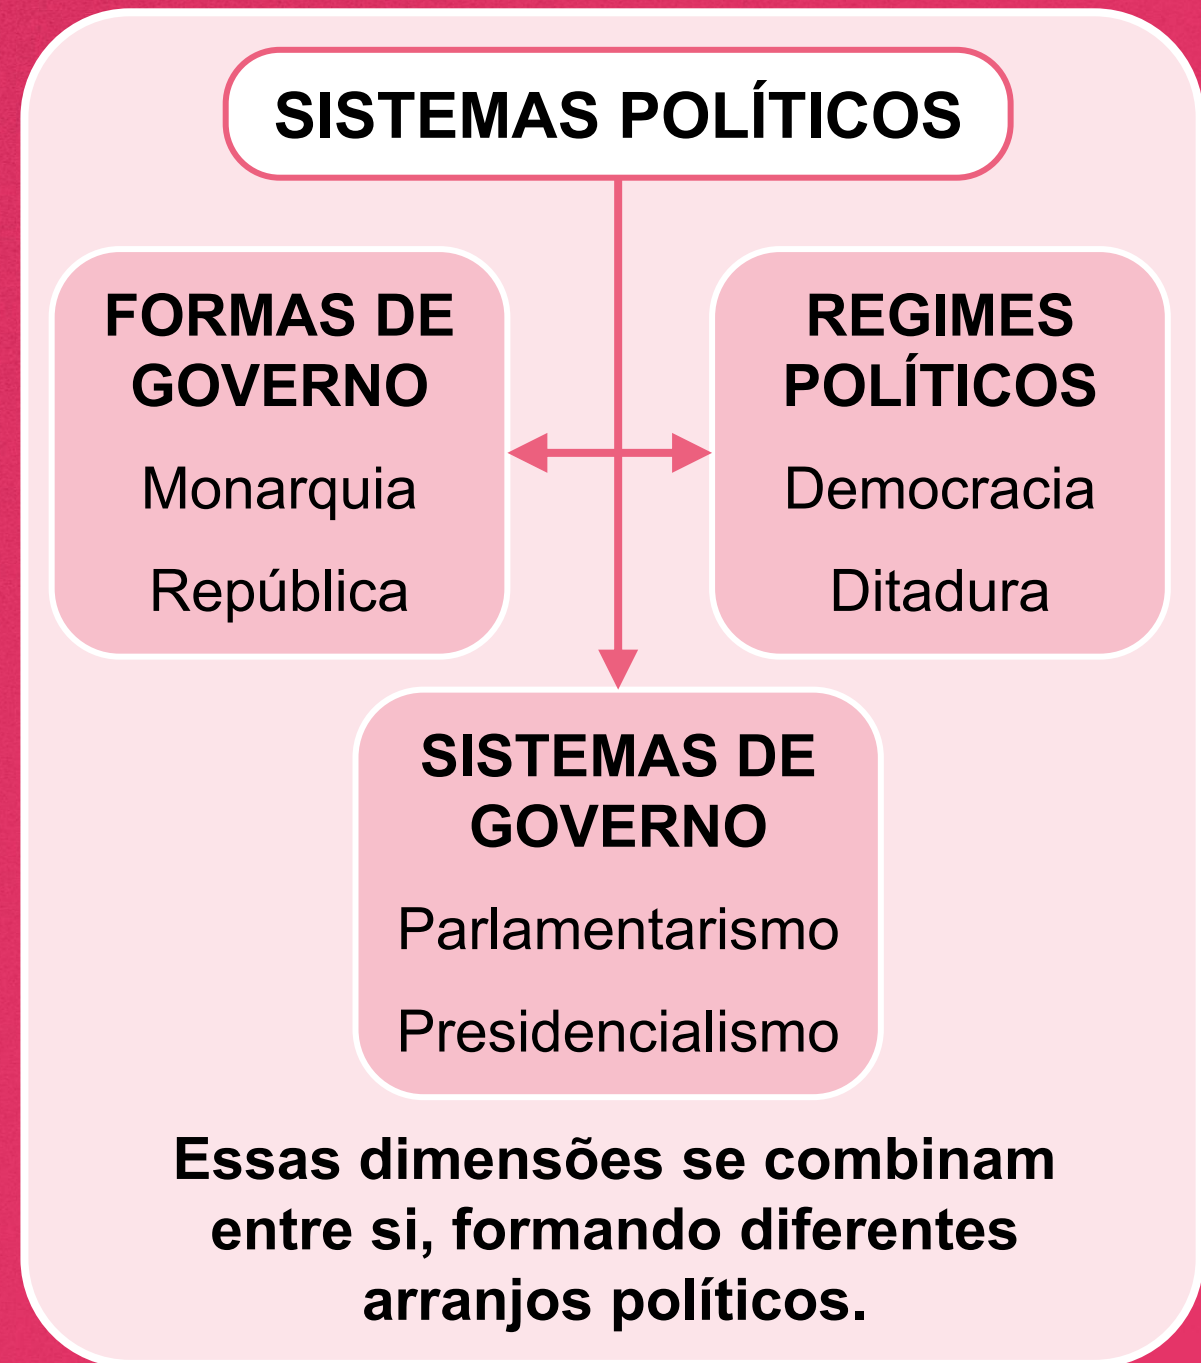 SISTEMAS POLÍTICOS
FORMAS DE
GOVERNO
Monarquia
República
REGIMES
POLÍTICOS
Democracia
Ditadura
SISTEMAS DE
GOVERNO
Parlamentarismo
Presidencialismo
Essas dimensões se combinam
entre si, formando diferentes
arranjos políticos.